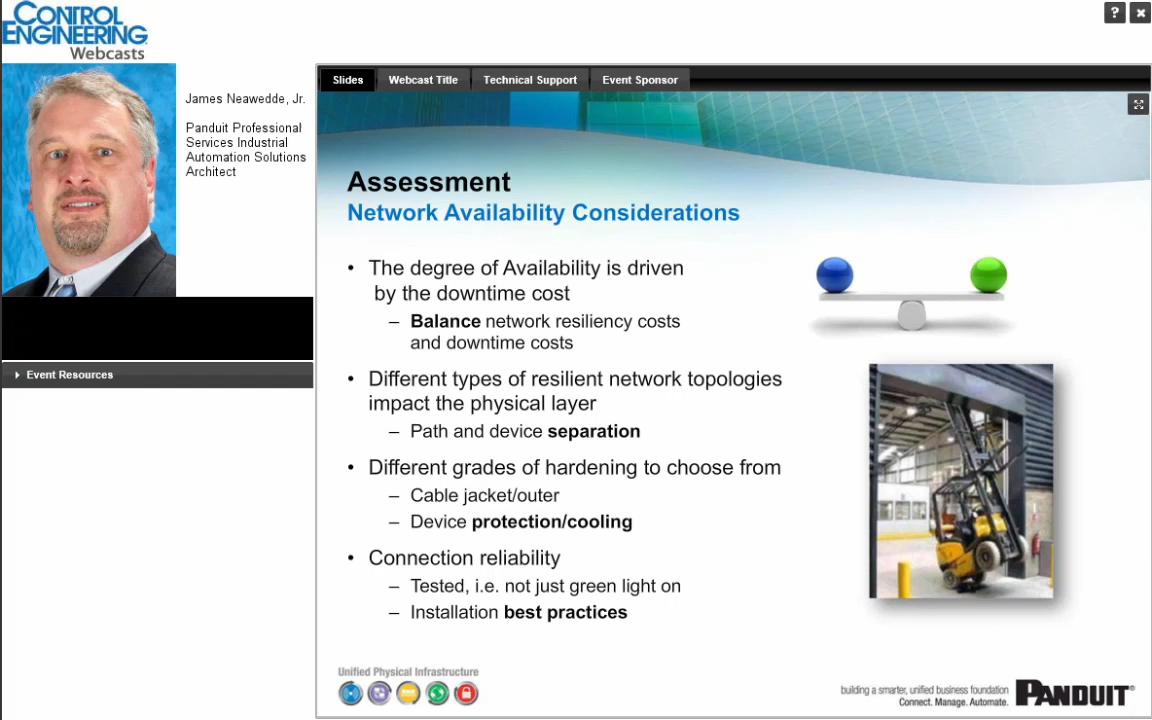 CONTROL
ENGINEERING
Webcasts
? ×
James Neawedde, Jr.
Panduit Professional
Services Industrial
Automation Solutions
Architect
Event Resources
Slides Webcast Title Technical Support Event Sponsor
Assessment
Network Availability Considerations
• The degree of Availability is driven
by the downtime cost
– Balance network resiliency costs
and downtime costs
• Different types of resilient network topologies
impact the physical layer
– Path and device separation
• Different grades of hardening to choose from
– Cable jacket/outer
– Device protection/cooling
• Connection reliability
– Tested, i.e. not just green light on
– Installation best practices
Unified Physical Infrastructure
building a smarter, unified business foundation
Connect. Manage. Automate.
PANDUIT®